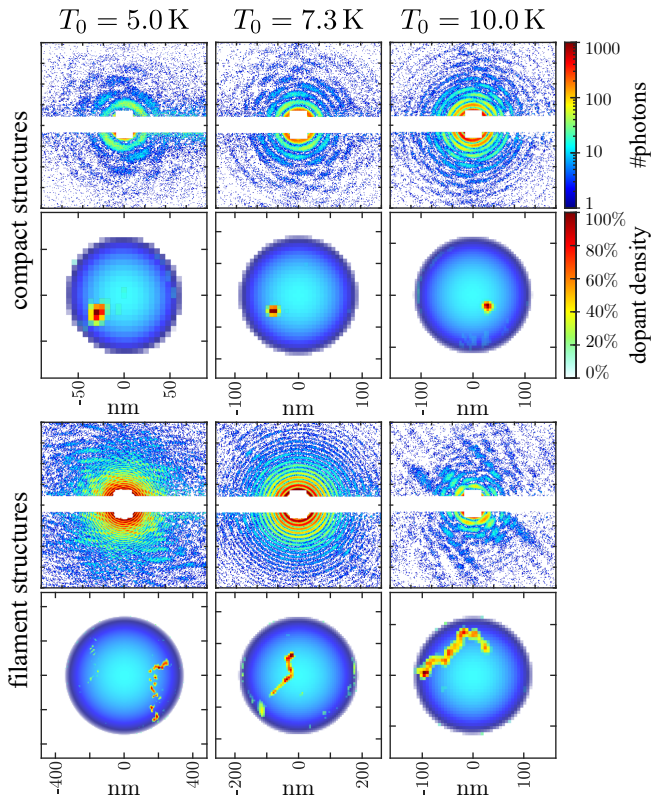 T₀ = 5.0 K T₀ = 7.3 K T₀ = 10.0 K
compact structures
1000
100
10
1
#photons
100%
80%
60%
40%
20%
0%
dopant density
-50 0 50
nm
-100 0 100
nm
-100 0 100
nm
filament structures
-400 0 400
nm
-200 0 200
nm
-100 0 100
nm